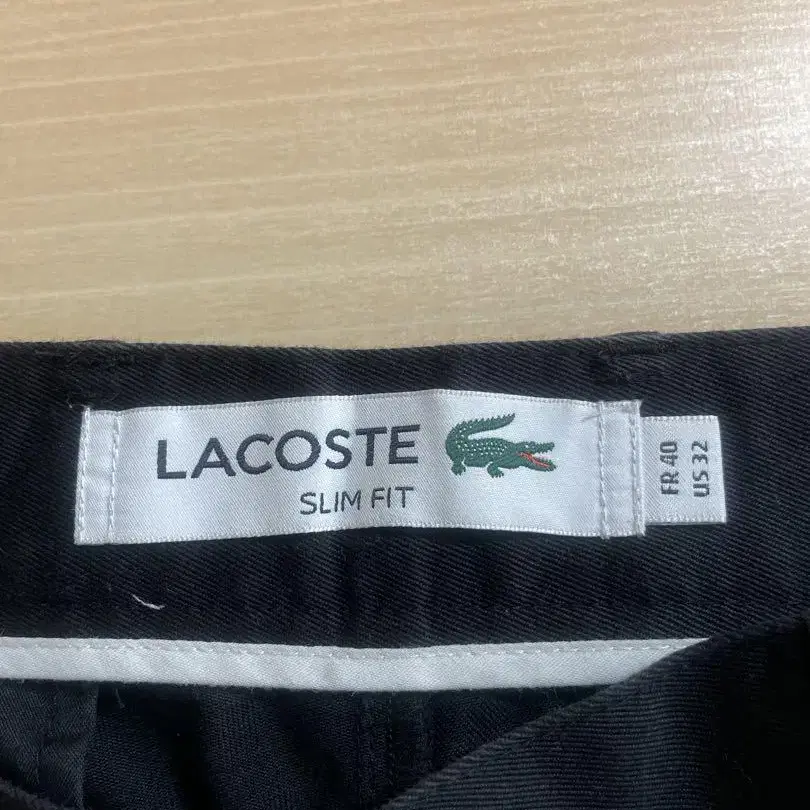 LACOSTE
SLIM FIT
FR 40
US 32